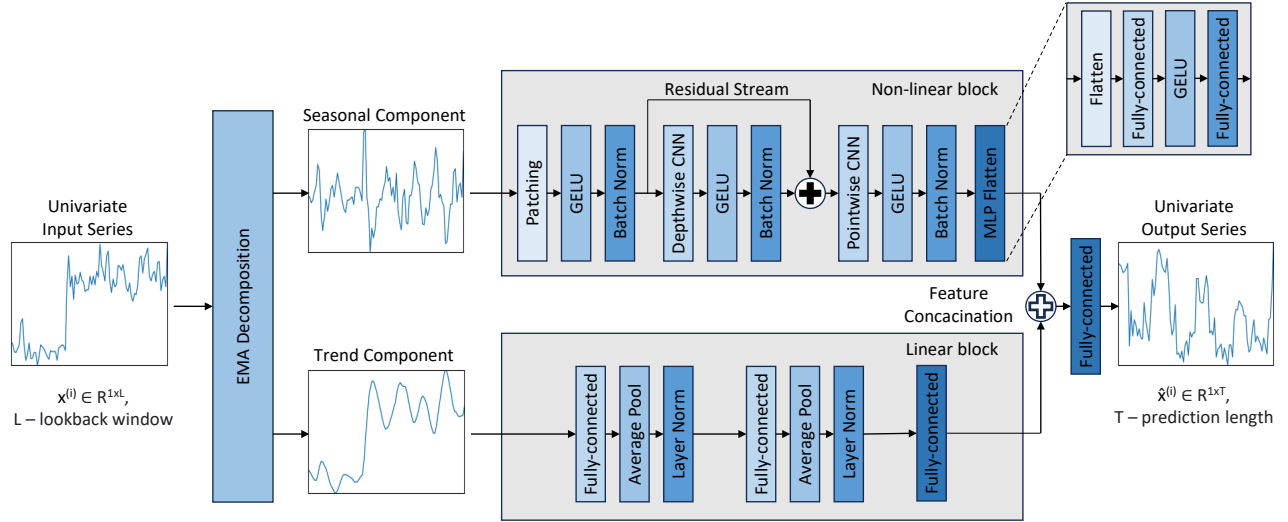 Univariate
Input Series
x⁽ⁱ⁾ ∈ R¹ˣᴸ,
L – lookback window
EMA Decomposition
Seasonal Component
Trend Component
Residual Stream
Non-linear block
Patching
GELU
Batch Norm
Depthwise CNN
GELU
Batch Norm
Pointwise CNN
GELU
Batch Norm
MLP Flatten
Flatten
Fully-connected
GELU
Fully-connected
Feature
Concacination
Linear block
Fully-connected
Average Pool
Layer Norm
Fully-connected
Average Pool
Layer Norm
Fully-connected
Fully-connected
Univariate
Output Series
x̂⁽ⁱ⁾ ∈ R¹ˣᵀ,
T – prediction length